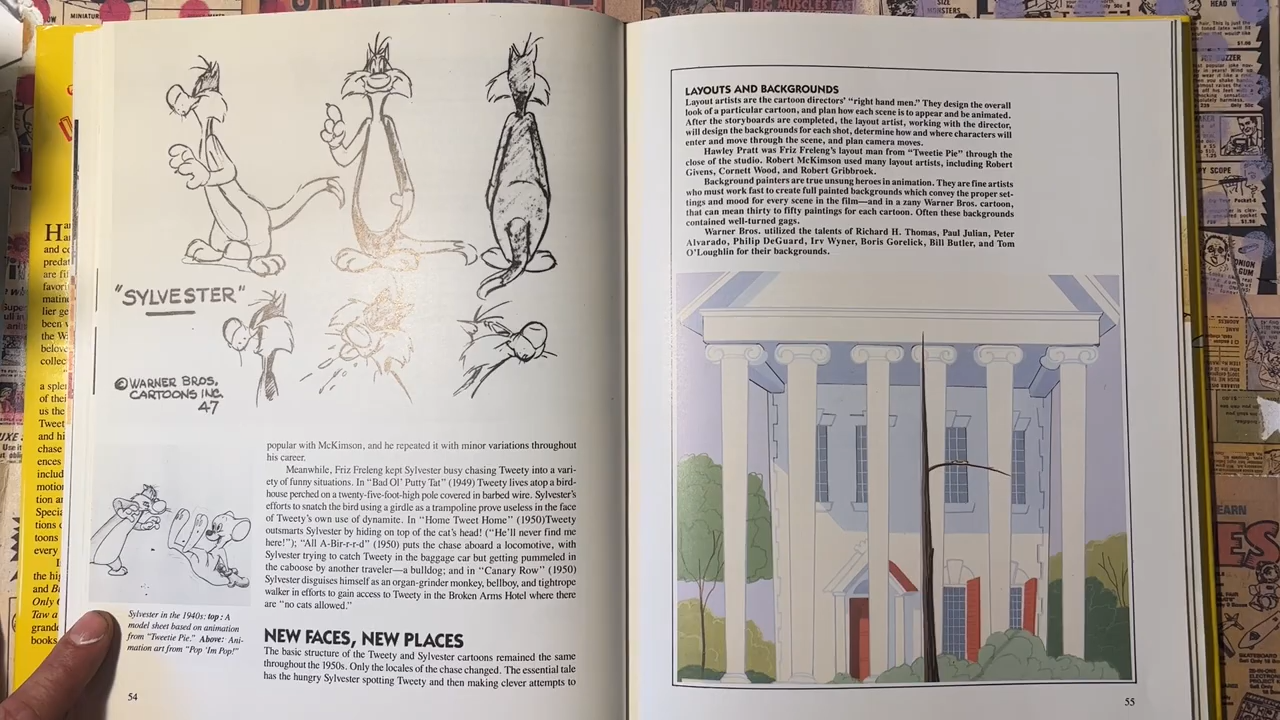 "SYLVESTER"
©WARNER BROS.
CARTOONS INC.
47
popular with McKimson, and he repeated it with minor variations throughout
his career.
Meanwhile, Friz Freleng kept Sylvester busy chasing Tweety into a vari-
ety of funny situations. In "Bad Ol' Putty Tat" (1949) Tweety lives atop a bird-
house perched on a twenty-five-foot-high pole covered in barbed wire. Sylvester's
efforts to snatch the bird using a girdle as a trampoline prove useless in the face
of Tweety's own use of dynamite. In "Home Tweet Home" (1950)Tweety
outsmarts Sylvester by hiding on top of the cat's head! ("He'll never find me
here!"); "All A-Bir-r-r-d" (1950) puts the chase aboard a locomotive, with
Sylvester trying to catch Tweety in the baggage car but getting pummeled in
the caboose by another traveler—a bulldog; and in "Canary Row" (1950)
Sylvester disguises himself as an organ-grinder monkey, bellboy, and tightrope
walker in efforts to gain access to Tweety in the Broken Arms Hotel where there
are "no cats allowed."
Sylvester in the 1940s: top: A
model sheet based on animation
from "Tweetie Pie." Above: Ani-
mation art from "Pop 'Im Pop!"
NEW FACES, NEW PLACES
The basic structure of the Tweety and Sylvester cartoons remained the same
throughout the 1950s. Only the locales of the chase changed. The essential tale
has the hungry Sylvester spotting Tweety and then making clever attempts to
54
LAYOUTS AND BACKGROUNDS
Layout artists are the cartoon directors' "right hand men." They design the overall
look of a particular cartoon, and plan how each scene is to appear and be animated.
After the storyboards are completed, the layout artist, working with the director,
will design the backgrounds for each shot, determine how and where characters will
enter and move through the scene, and plan camera moves.
Hawley Pratt was Friz Freleng's layout man from "Tweetie Pie" through the
close of the studio. Robert McKimson used many layout artists, including Robert
Givens, Cornett Wood, and Robert Gribbroek.
Background painters are true unsung heroes in animation. They are fine artists
who must work fast to create full painted backgrounds which convey the proper set-
tings and mood for every scene in the film—and in a zany Warner Bros. cartoon,
that can mean thirty to fifty paintings for each cartoon. Often these backgrounds
contained well-turned gags.
Warner Bros. utilized the talents of Richard H. Thomas, Paul Julian, Peter
Alvarado, Philip DeGuard, Irv Wyner, Boris Gorelick, Bill Butler, and Tom
O'Loughlin for their backgrounds.
55